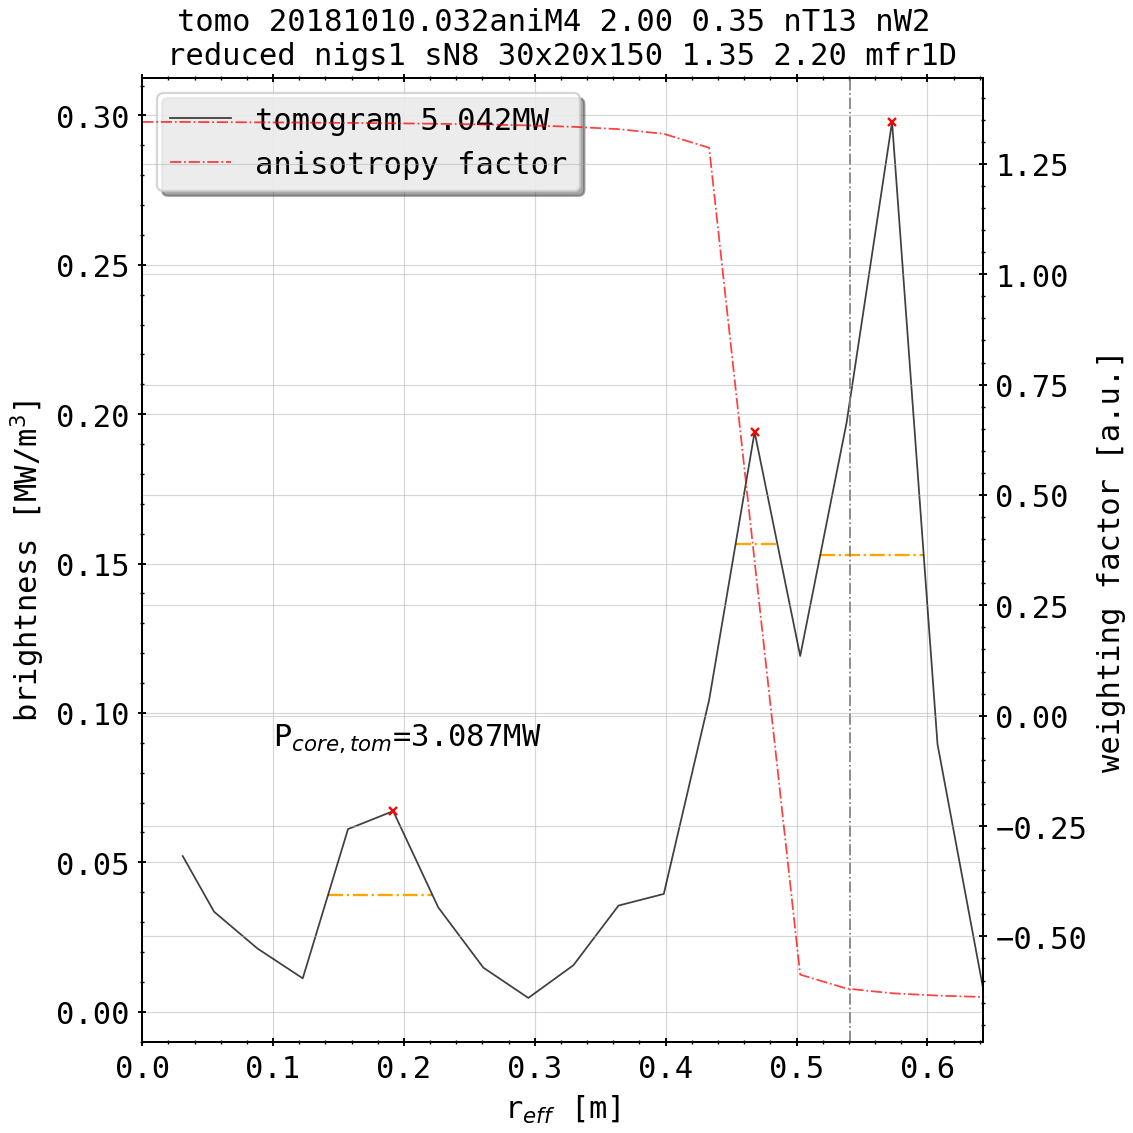 tomo 20181010.032aniM4 2.00 0.35 nT13 nW2
reduced nigs1 sN8 30x20x150 1.35 2.20 mfr1D
tomogram 5.042MW
anisotropy factor
0.30
0.25
0.20
0.15
0.10
0.05
0.00
brightness [MW/m³]
P_core,tom=3.087MW
1.25
1.00
0.75
0.50
0.25
0.00
−0.25
−0.50
weighting factor [a.u.]
0.0 0.1 0.2 0.3 0.4 0.5 0.6
r_eff [m]